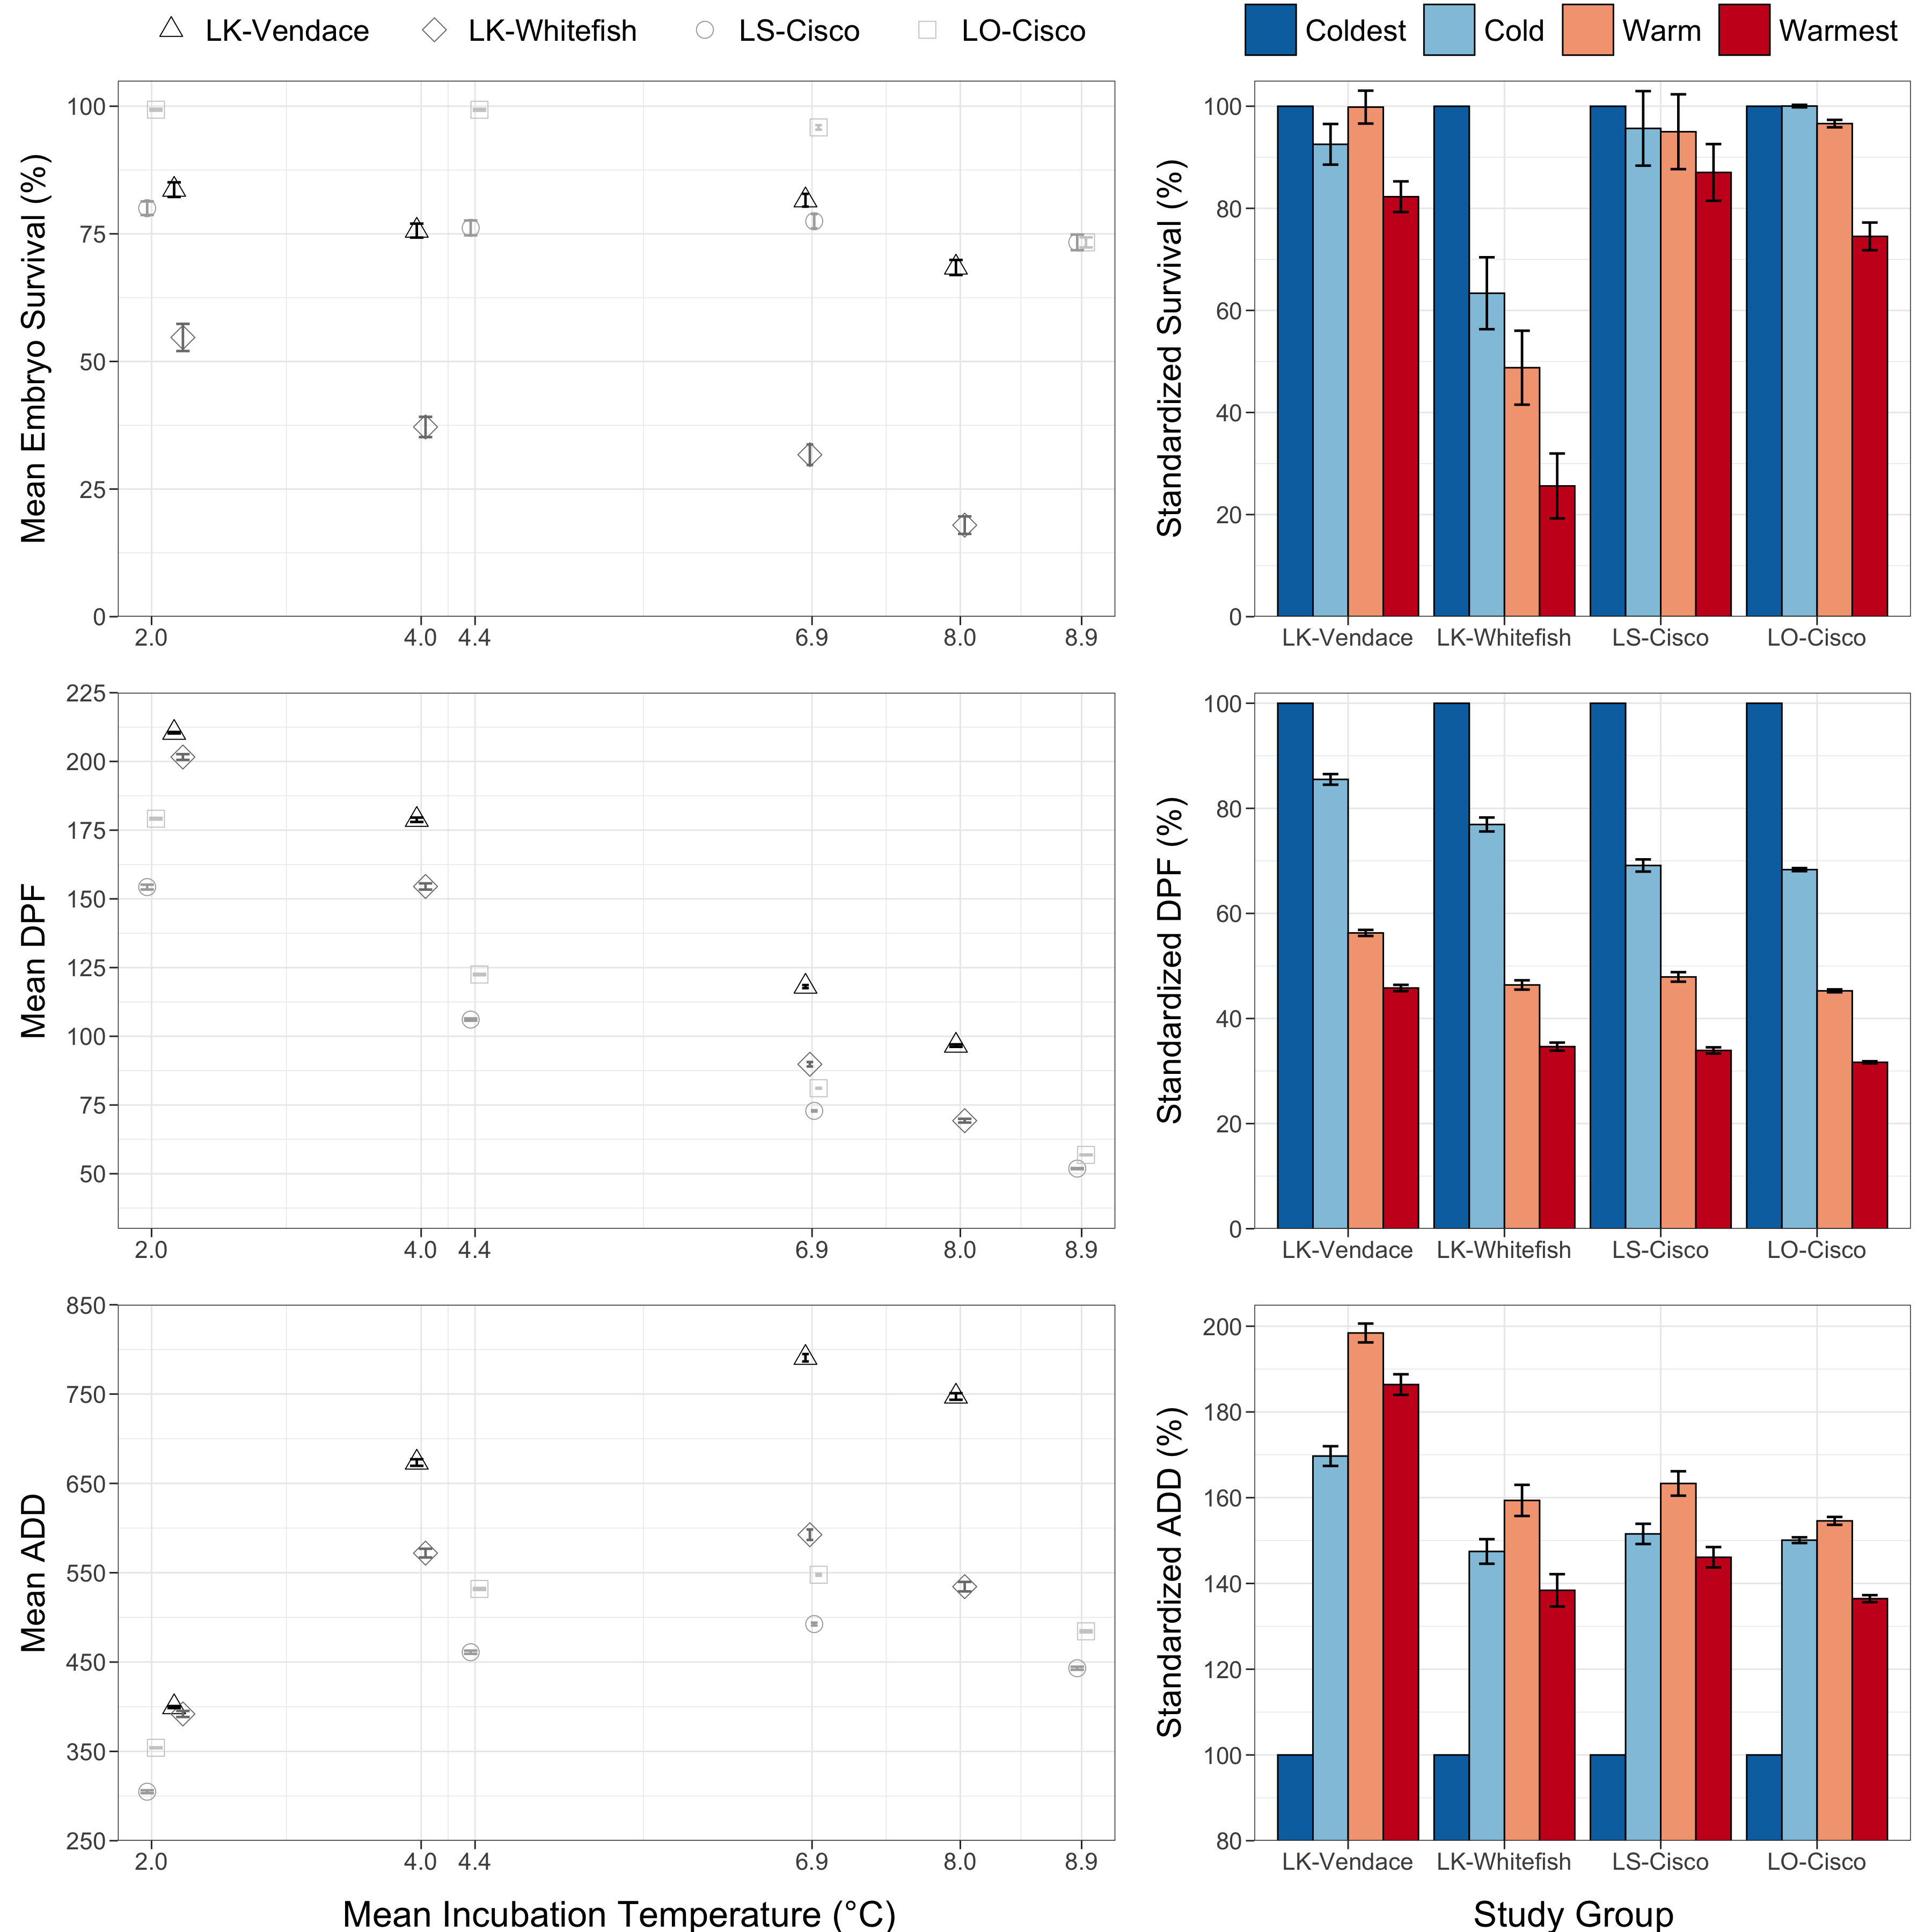 LK-Vendace LK-Whitefish LS-Cisco LO-Cisco
Coldest Cold Warm Warmest
Mean Embryo Survival (%)
100
75
50
25
0
2.0 4.0 4.4 6.9 8.0 8.9
Standardized Survival (%)
100
80
60
40
20
0
LK-Vendace LK-Whitefish LS-Cisco LO-Cisco
Mean DPF
225
200
175
150
125
100
75
50
2.0 4.0 4.4 6.9 8.0 8.9
Standardized DPF (%)
100
80
60
40
20
0
LK-Vendace LK-Whitefish LS-Cisco LO-Cisco
Mean ADD
850
750
650
550
450
350
250
2.0 4.0 4.4 6.9 8.0 8.9
Mean Incubation Temperature (°C)
Standardized ADD (%)
200
180
160
140
120
100
80
LK-Vendace LK-Whitefish LS-Cisco LO-Cisco
Study Group